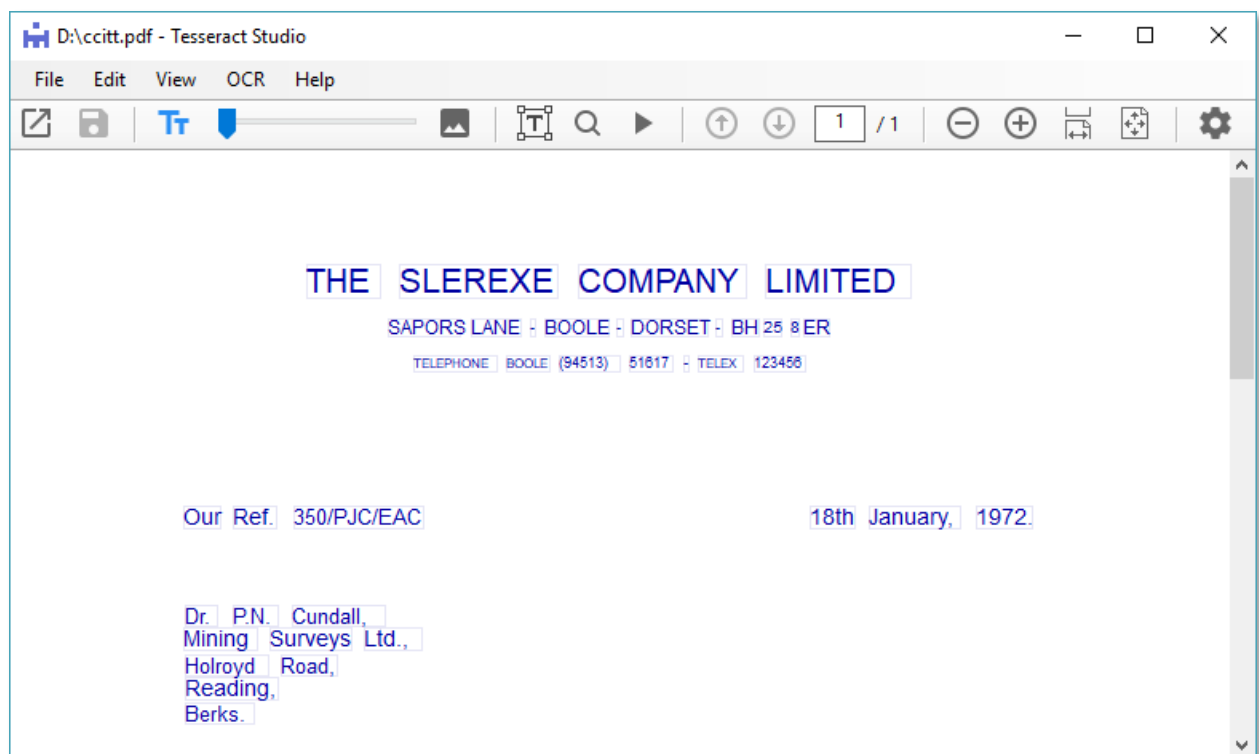 D:\ccitt.pdf - Tesseract Studio
File Edit View OCR Help
TT T 1 / 1
THE SLEREXE COMPANY LIMITED
SAPORS LANE - BOOLE - DORSET - BH 25 8 ER
TELEPHONE BOOLE (94513) 51617 - TELEX 123456
Our Ref. 350/PJC/EAC 18th January, 1972.
Dr. P.N. Cundall,
Mining Surveys Ltd.,
Holroyd Road,
Reading,
Berks.